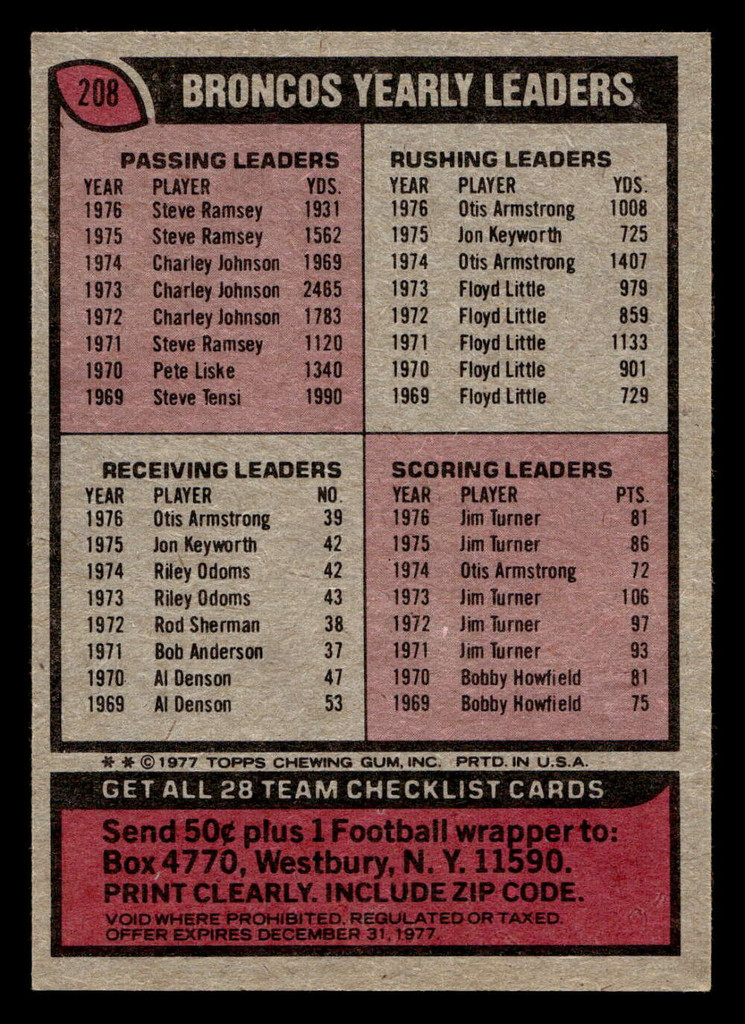 208
BRONCOS YEARLY LEADERS
PASSING LEADERS
YEAR PLAYER YDS.
1976 Steve Ramsey 1931
1975 Steve Ramsey 1562
1974 Charley Johnson 1969
1973 Charley Johnson 2465
1972 Charley Johnson 1783
1971 Steve Ramsey 1120
1970 Pete Liske 1340
1969 Steve Tensi 1990
RUSHING LEADERS
YEAR PLAYER YDS.
1976 Otis Armstrong 1008
1975 Jon Keyworth 725
1974 Otis Armstrong 1407
1973 Floyd Little 979
1972 Floyd Little 859
1971 Floyd Little 1133
1970 Floyd Little 901
1969 Floyd Little 729
RECEIVING LEADERS
YEAR PLAYER NO.
1976 Otis Armstrong 39
1975 Jon Keyworth 42
1974 Riley Odoms 42
1973 Riley Odoms 43
1972 Rod Sherman 38
1971 Bob Anderson 37
1970 Al Denson 47
1969 Al Denson 53
SCORING LEADERS
YEAR PLAYER PTS.
1976 Jim Turner 81
1975 Jim Turner 86
1974 Otis Armstrong 72
1973 Jim Turner 106
1972 Jim Turner 97
1971 Jim Turner 93
1970 Bobby Howfield 81
1969 Bobby Howfield 75
* * © 1977 TOPPS CHEWING GUM, INC. PRTD. IN U.S.A.
GET ALL 28 TEAM CHECKLIST CARDS
Send 50¢ plus 1 Football wrapper to:
Box 4770, Westbury, N. Y. 11590.
PRINT CLEARLY. INCLUDE ZIP CODE.
VOID WHERE PROHIBITED, REGULATED OR TAXED.
OFFER EXPIRES DECEMBER 31, 1977.